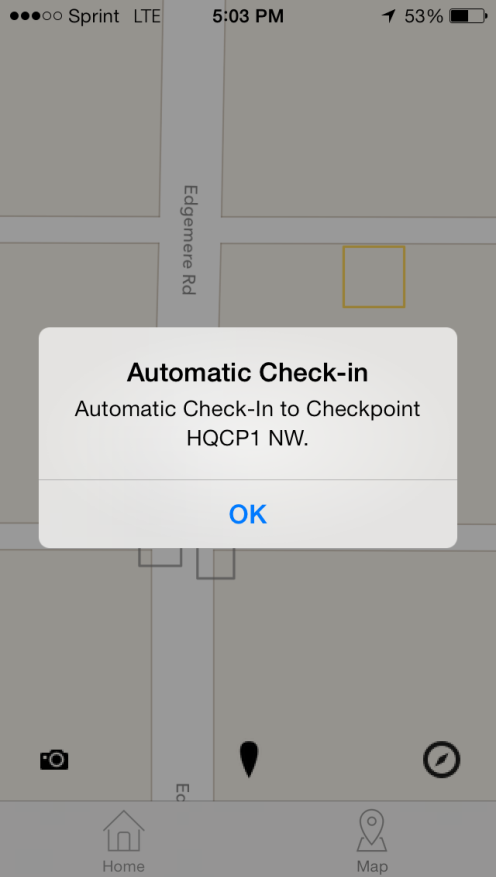 Sprint LTE 5:03 PM 53%
Edgemere Rd
Automatic Check-in
Automatic Check-In to Checkpoint
HQCP1 NW.
OK
Home
Map